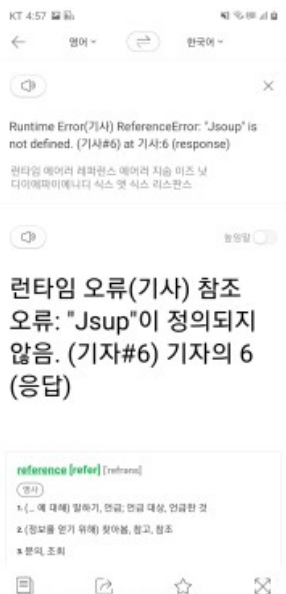 KT 4:57
영어
한국어
Runtime Error(기사) ReferenceError: "Jsoup" is
not defined. (기사#6) at 기사:6 (response)
런타임 에어러 레퍼런스 에어러 지숩 이즈 낫
디이에파이에니디 식스 앳 식스 리스판스
높임말
런타임 오류(기사) 참조
오류: "Jsup"이 정의되지
않음. (기자#6) 기자의 6
(응답)
reference [refer]
명사
1. (… 에 대해) 말하기, 언급; 언급 대상, 언급한 것
2. (정보를 얻기 위해) 찾아봄, 참고, 참조
3. 문의, 조회